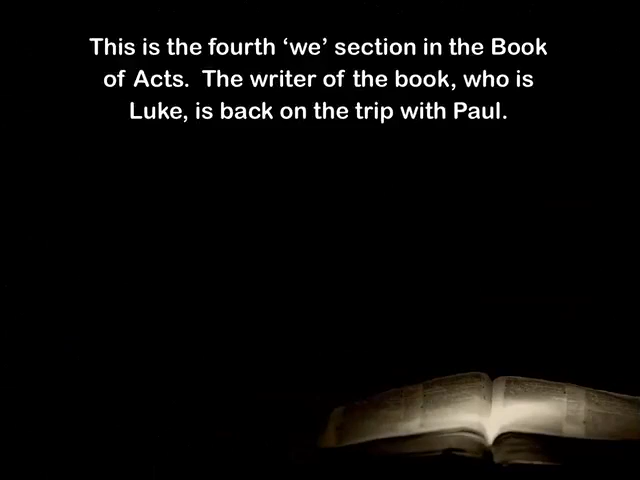 This is the fourth ‘we’ section in the Book
of Acts.  The writer of the book, who is
Luke, is back on the trip with Paul.